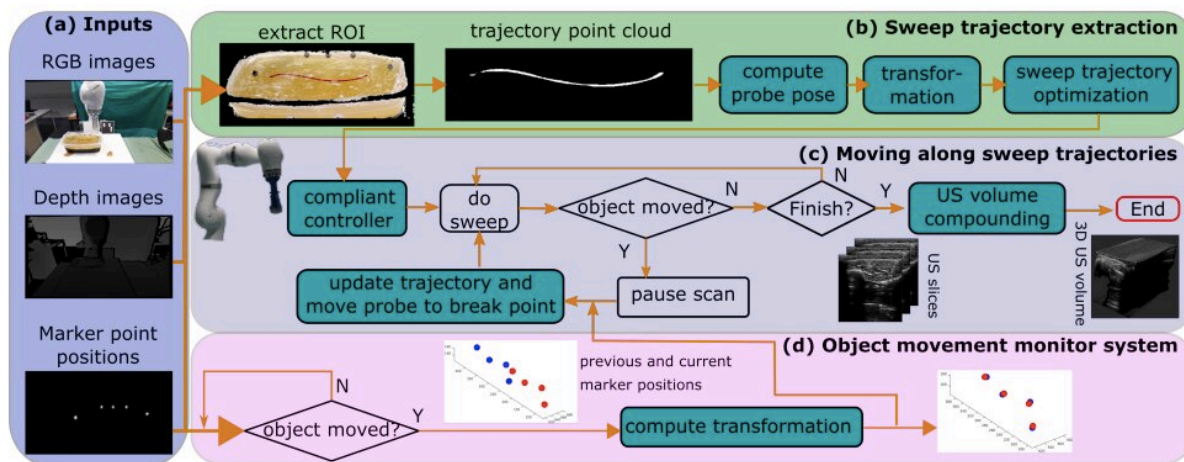 (a) Inputs
RGB images
Depth images
Marker point
positions
(b) Sweep trajectory extraction
extract ROI
trajectory point cloud
compute
probe pose
transfor-
mation
sweep trajectory
optimization
(c) Moving along sweep trajectories
compliant
controller
do
sweep
object moved?
N
Y
Finish?
N
Y
US volume
compounding
End
update trajectory and
move probe to break point
pause scan
US slices
3D US volume
(d) Object movement monitor system
object moved?
N
Y
previous and current
marker positions
compute transformation